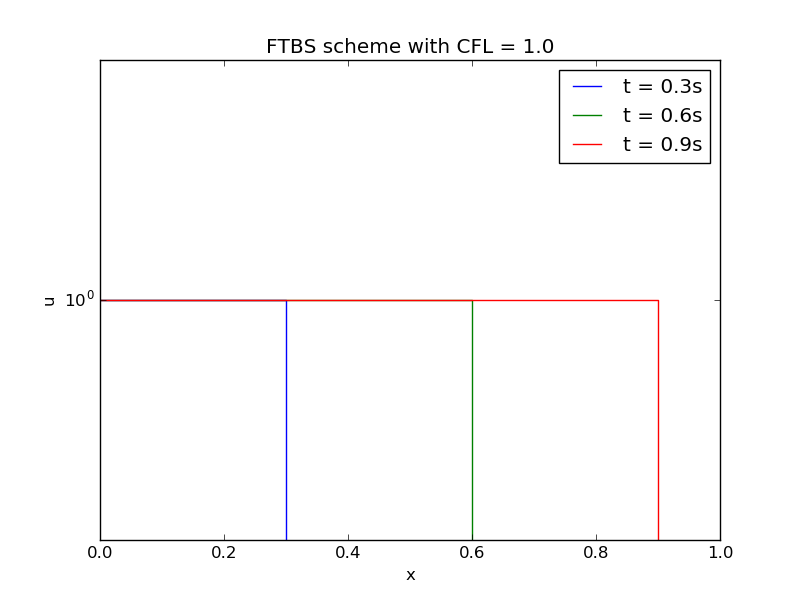 FTBS scheme with CFL = 1.0
t = 0.3s
t = 0.6s
t = 0.9s
u
10⁰
0.0 0.2 0.4 0.6 0.8 1.0
x